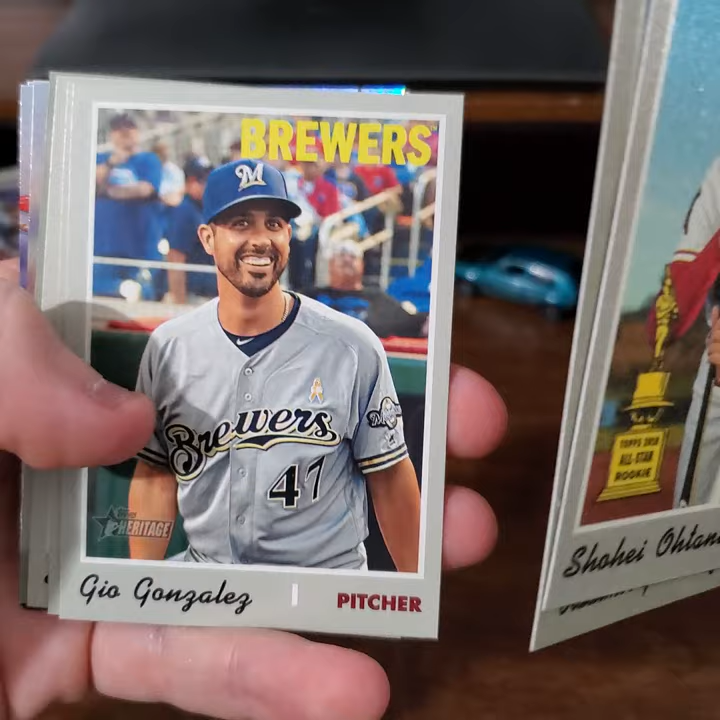 BREWERS
M
Brewers
47
Topps
HERITAGE
Gio Gonzalez
PITCHER
TOPPS 2018
ALL-STAR
ROOKIE
Shohei Ohtan